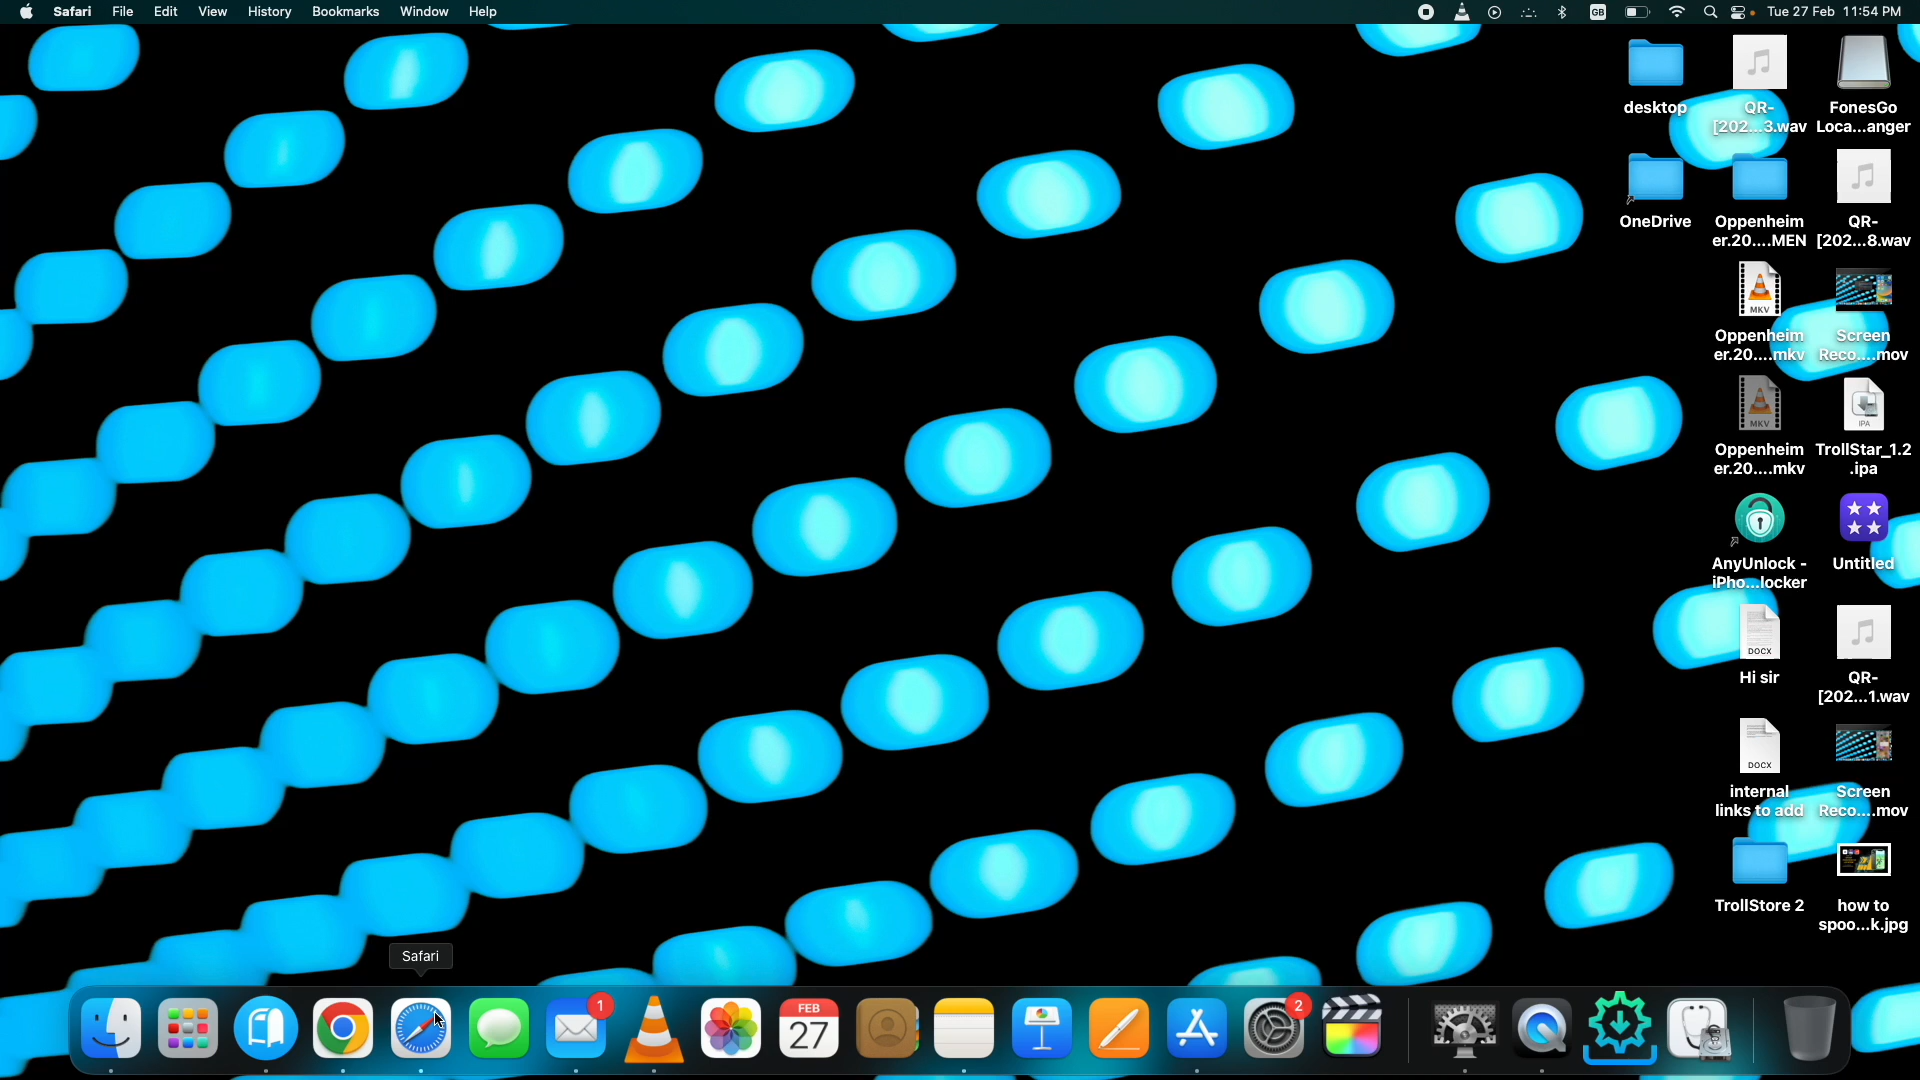 Safari File Edit View History Bookmarks Window Help
GB
Tue 27 Feb 11:54 PM
desktop
QR-
[202...3.wav
FonesGo
Loca...anger
OneDrive
Oppenheim
er.20....MEN
QR-
[202...8.wav
MKV
Oppenheim
er.20....mkv
Screen
Reco....mov
MKV
Oppenheim
er.20....mkv
IPA
TrollStar_1.2
.ipa
AnyUnlock -
iPho...locker
Untitled
DOCX
Hi sir
QR-
[202...1.wav
DOCX
internal
links to add
Screen
Reco....mov
TrollStore 2
how to
spoo...k.jpg
Safari
1
FEB
27
2